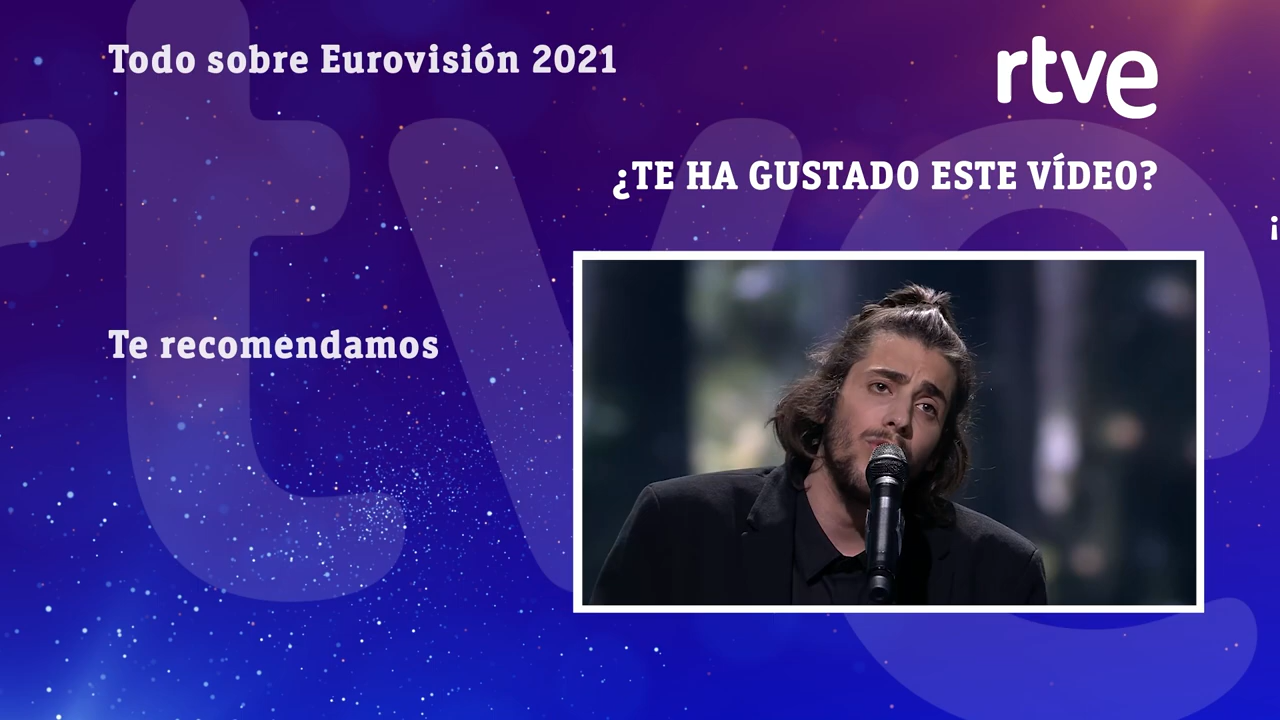 Todo sobre Eurovisión 2021
rtve
¿TE HA GUSTADO ESTE VÍDEO?
¡
Te recomendamos